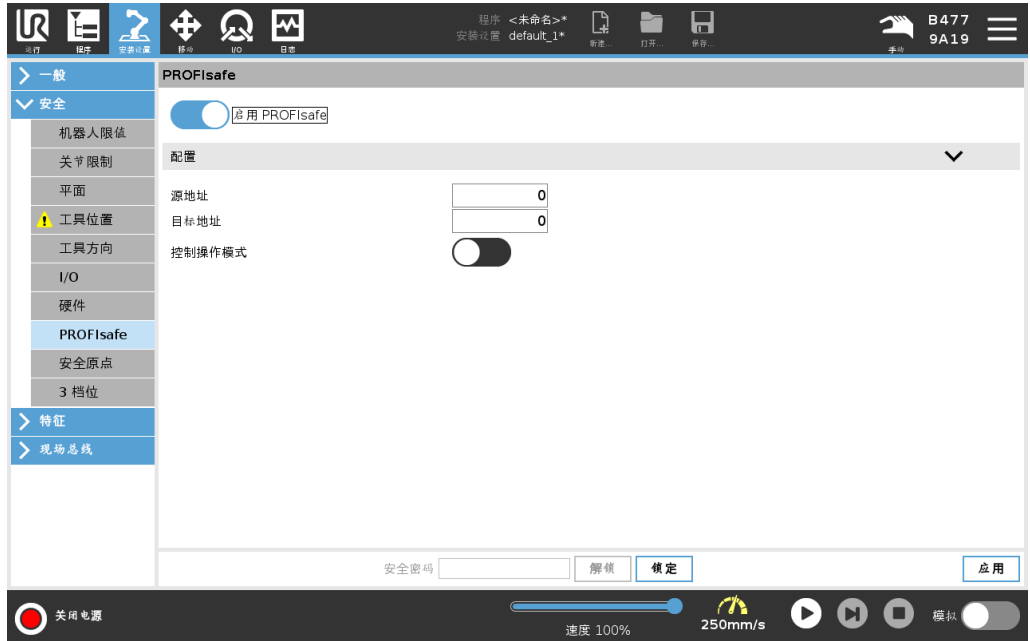 UR
程序 <未命名>*
安装设置 default_1*
B477
9A19
运行
程序
安装设置
移动
I/O
日志
新建...
打开...
保存...
手动
一般
安全
机器人限值
关节限制
平面
工具位置
工具方向
I/O
硬件
PROFIsafe
安全原点
3 档位
特征
现场总线
PROFIsafe
启用 PROFIsafe
配置
源地址 0
目标地址 0
控制操作模式
安全密码
解锁
锁定
应用
关闭电源
速度 100%
250mm/s
模拟